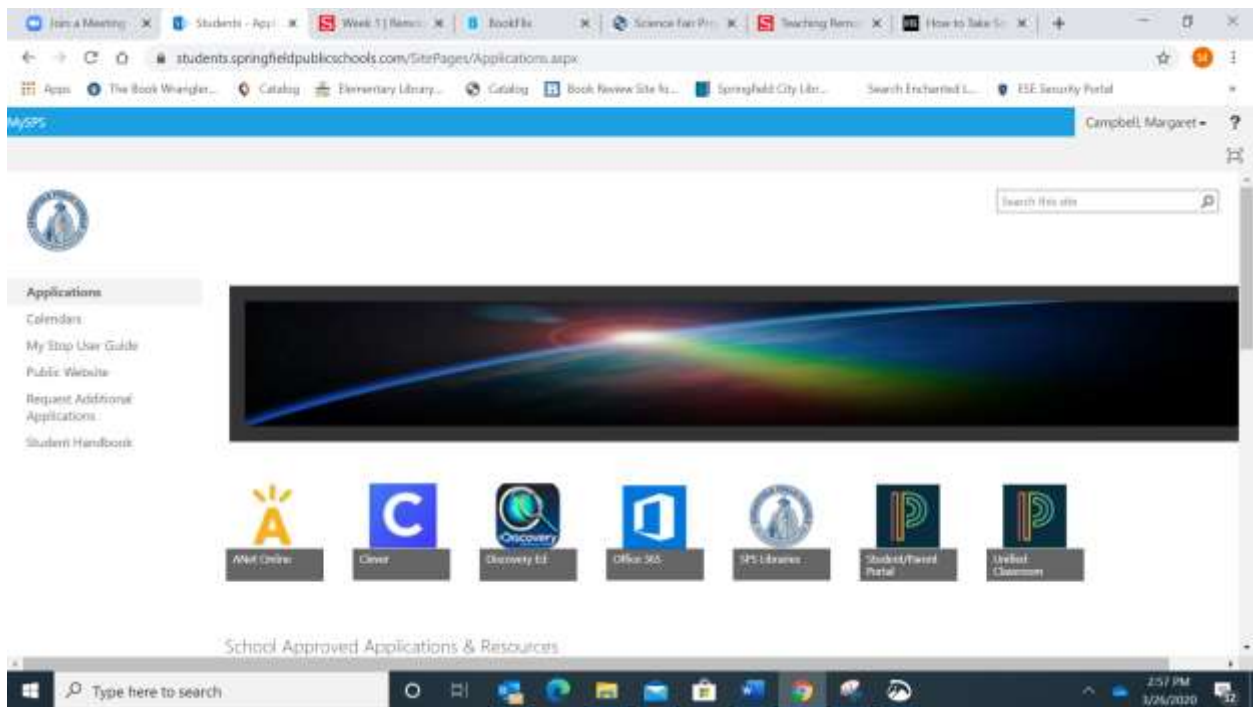 Join a Meeting
Students - Appl
Week 1 | Remo
BookFlix
Science Fair Pro
Teaching Remo
How to Take Sc
students.springfieldpublicschools.com/SitePages/Applications.aspx
Apps
The Book Wrangler...
Catalog
Elementary Library...
Catalog
Book Review Site fo...
Springfield City Libr...
Search Enchanted L...
ESE Security Portal
MySPS
Campbell, Margaret
?
Search this site
Applications
Calendars
My Stop User Guide
Public Website
Request Additional
Applications
Student Handbook
ANet Online
Clever
Discovery
Discovery Ed
Office 365
SPS Libraries
Student/Parent
Portal
Unified
Classroom
School Approved Applications & Resources
Type here to search
2:57 PM
3/26/2020